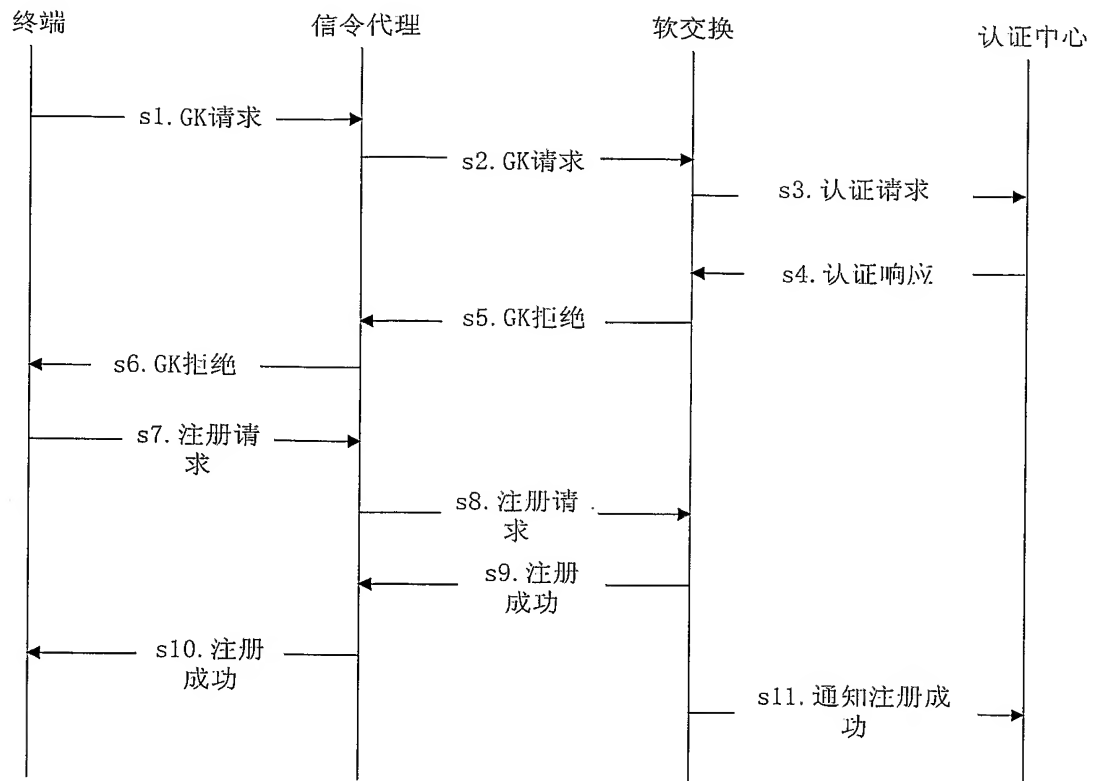 终端
信令代理
软交换
认证中心
s1.GK请求
s2.GK请求
s3.认证请求
s4.认证响应
s5.GK拒绝
s6.GK拒绝
s7.注册请
求
s8.注册请
求
s9.注册
成功
s10.注册
成功
s11.通知注册成
功